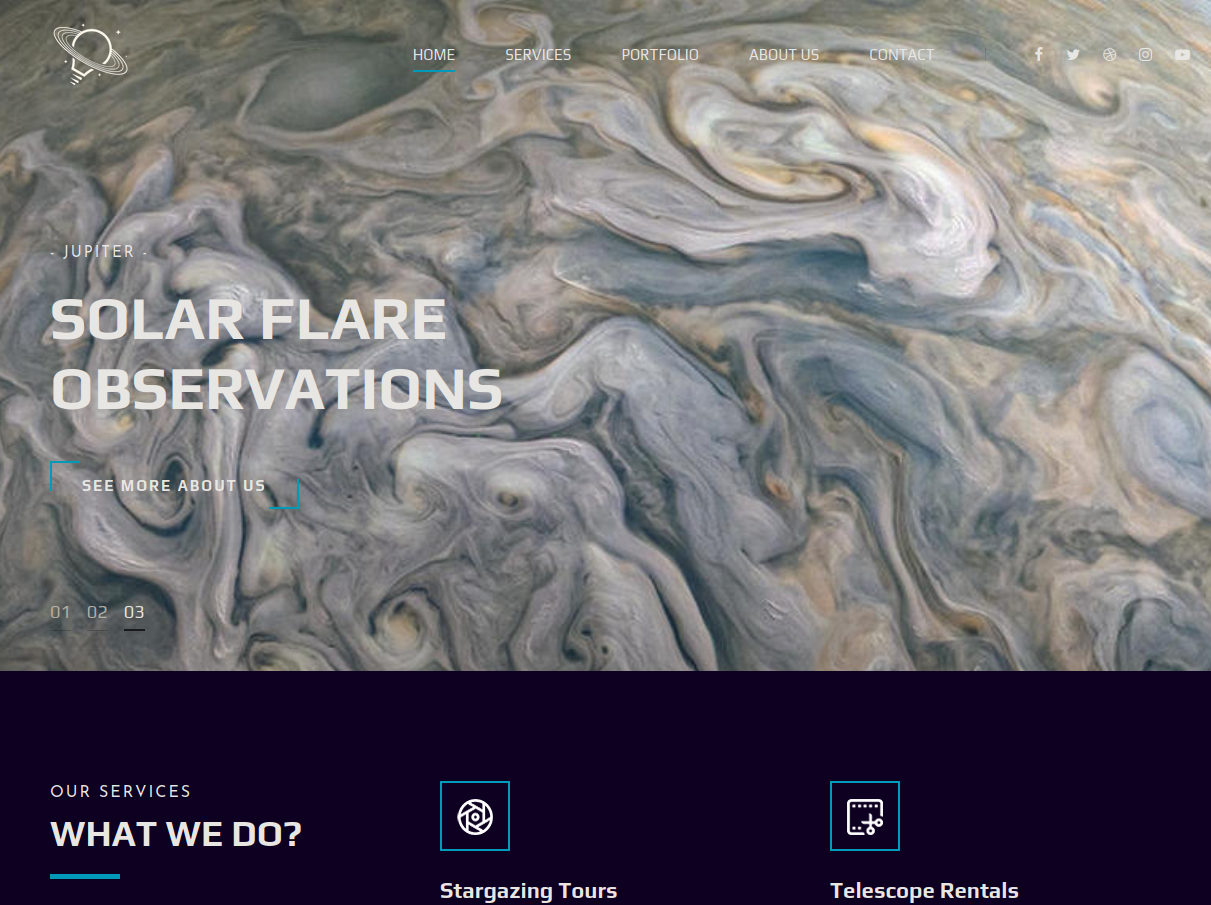 HOME SERVICES PORTFOLIO ABOUT US CONTACT
- JUPITER -
SOLAR FLARE
OBSERVATIONS
SEE MORE ABOUT US
01 02 03
OUR SERVICES
WHAT WE DO?
Stargazing Tours
Telescope Rentals